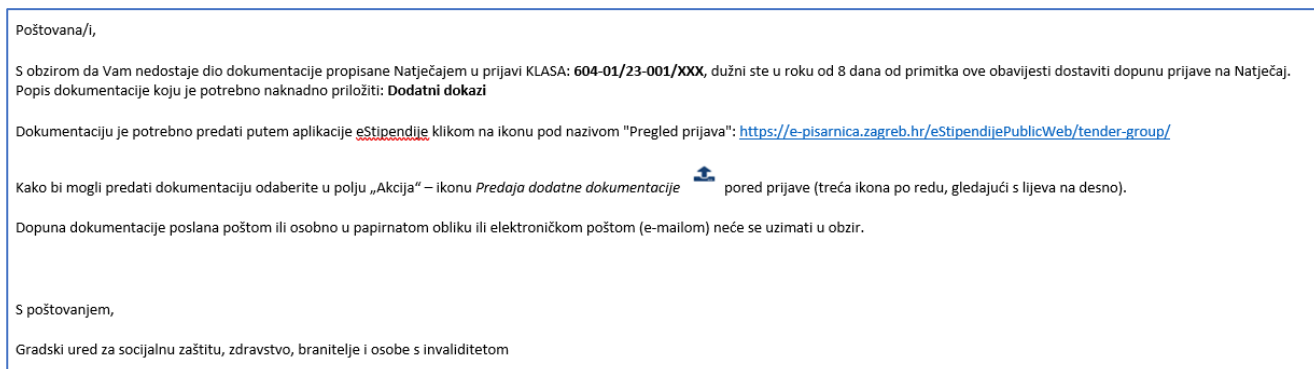 Poštovana/i,
S obzirom da Vam nedostaje dio dokumentacije propisane Natječajem u prijavi KLASA: 604-01/23-001/XXX, dužni ste u roku od 8 dana od primitka ove obavijesti dostaviti dopunu prijave na Natječaj.
Popis dokumentacije koju je potrebno naknadno priložiti: Dodatni dokazi
Dokumentaciju je potrebno predati putem aplikacije eStipendije klikom na ikonu pod nazivom "Pregled prijava": https://e-pisarnica.zagreb.hr/eStipendijePublicWeb/tender-group/
Kako bi mogli predati dokumentaciju odaberite u polju „Akcija“ – ikonu Predaja dodatne dokumentacije pored prijave (treća ikona po redu, gledajući s lijeva na desno).
Dopuna dokumentacije poslana poštom ili osobno u papirnatom obliku ili elektroničkom poštom (e-mailom) neće se uzimati u obzir.
S poštovanjem,
Gradski ured za socijalnu zaštitu, zdravstvo, branitelje i osobe s invaliditetom